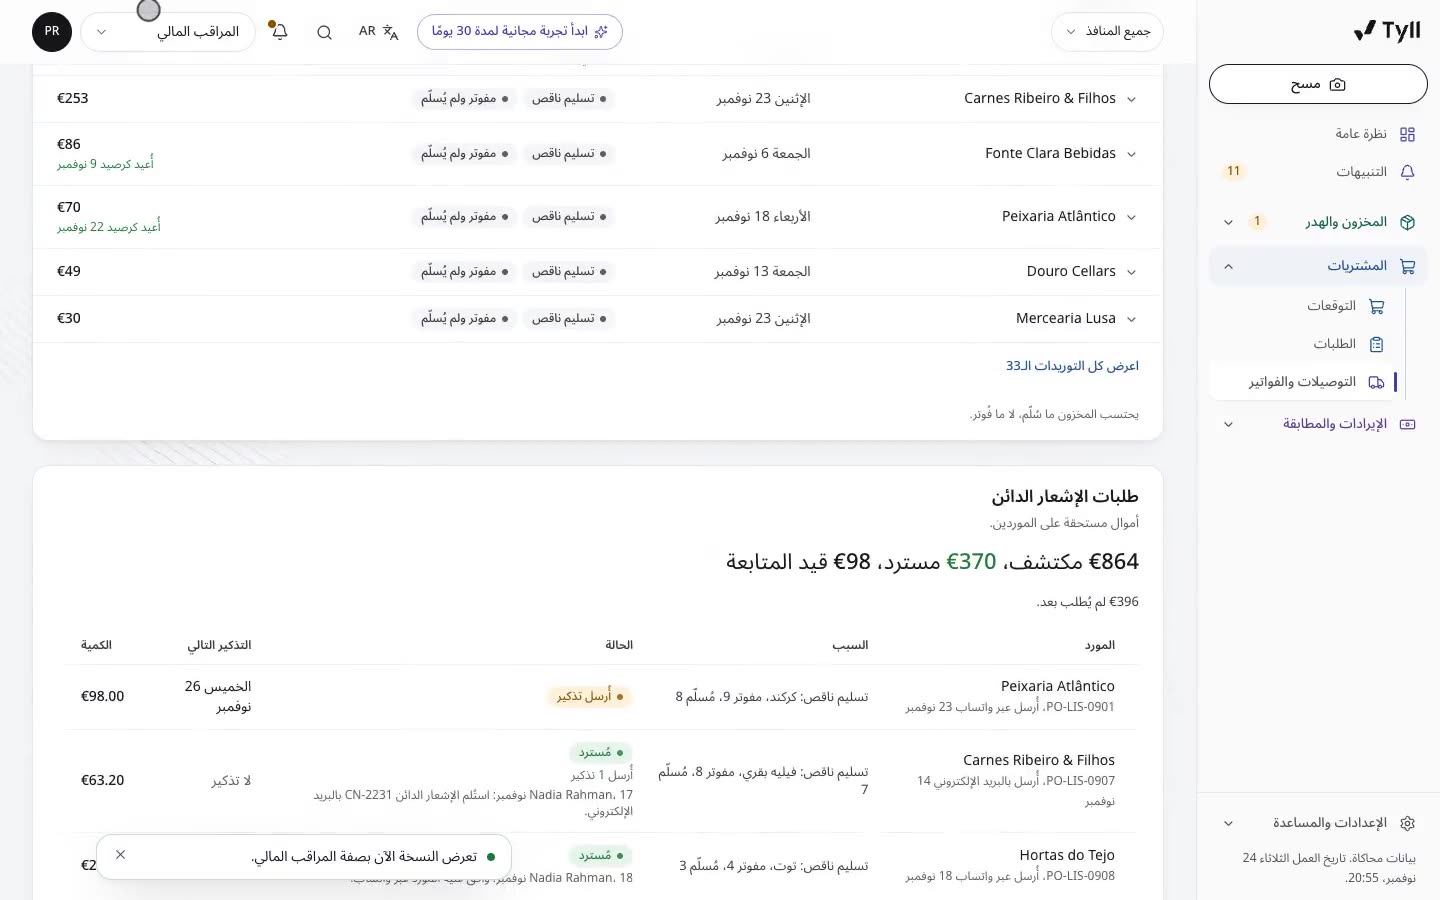 Tyll
مسح
نظرة عامة
التنبيهات 11
المخزون والهدر 1
المشتريات
التوقعات
الطلبات
التوصيلات والفواتير
الإيرادات والمطابقة
الإعدادات والمساعدة
بيانات محاكاة. تاريخ العمل الثلاثاء 24
نوفمبر، 20:55.
جميع المنافذ
ابدأ تجربة مجانية لمدة 30 يومًا
AR
المراقب المالي
PR
Carnes Ribeiro & Filhos الإثنين 23 نوفمبر تسليم ناقص مفوتر ولم يُسلّم €253
Fonte Clara Bebidas الجمعة 6 نوفمبر تسليم ناقص مفوتر ولم يُسلّم €86
أُعيد كرصيد 9 نوفمبر
Peixaria Atlântico الأربعاء 18 نوفمبر تسليم ناقص مفوتر ولم يُسلّم €70
أُعيد كرصيد 22 نوفمبر
Douro Cellars الجمعة 13 نوفمبر تسليم ناقص مفوتر ولم يُسلّم €49
Mercearia Lusa الإثنين 23 نوفمبر تسليم ناقص مفوتر ولم يُسلّم €30
اعرض كل التوريدات الـ33
يحتسب المخزون ما سُلّم، لا ما فُوتر.
طلبات الإشعار الدائن
أموال مستحقة على الموردين.
€864 مكتشف، €370 مسترد، €98 قيد المتابعة
€396 لم يُطلب بعد.
المورد السبب الحالة التذكير التالي الكمية
Peixaria Atlântico
PO-LIS-0901، أُرسل عبر واتساب 23 نوفمبر
تسليم ناقص: كركند، مفوتر 9، مُسلّم 8
أُرسل تذكير
الخميس 26
نوفمبر
€98.00
Carnes Ribeiro & Filhos
PO-LIS-0907، أُرسل بالبريد الإلكتروني 14
نوفمبر
تسليم ناقص: فيليه بقري، مفوتر 8، مُسلّم
7
مُسترد
أُرسل 1 تذكير
Nadia Rahman، 17 نوفمبر: استُلم الإشعار الدائن CN-2231 بالبريد
الإلكتروني.
لا تذكير
€63.20
Hortas do Tejo
PO-LIS-0908، أُرسل عبر واتساب 18 نوفمبر
تسليم ناقص: توت، مفوتر 4، مُسلّم 3
مُسترد
Nadia Rahman، 18
€2
تعرض النسخة الآن بصفة المراقب المالي.